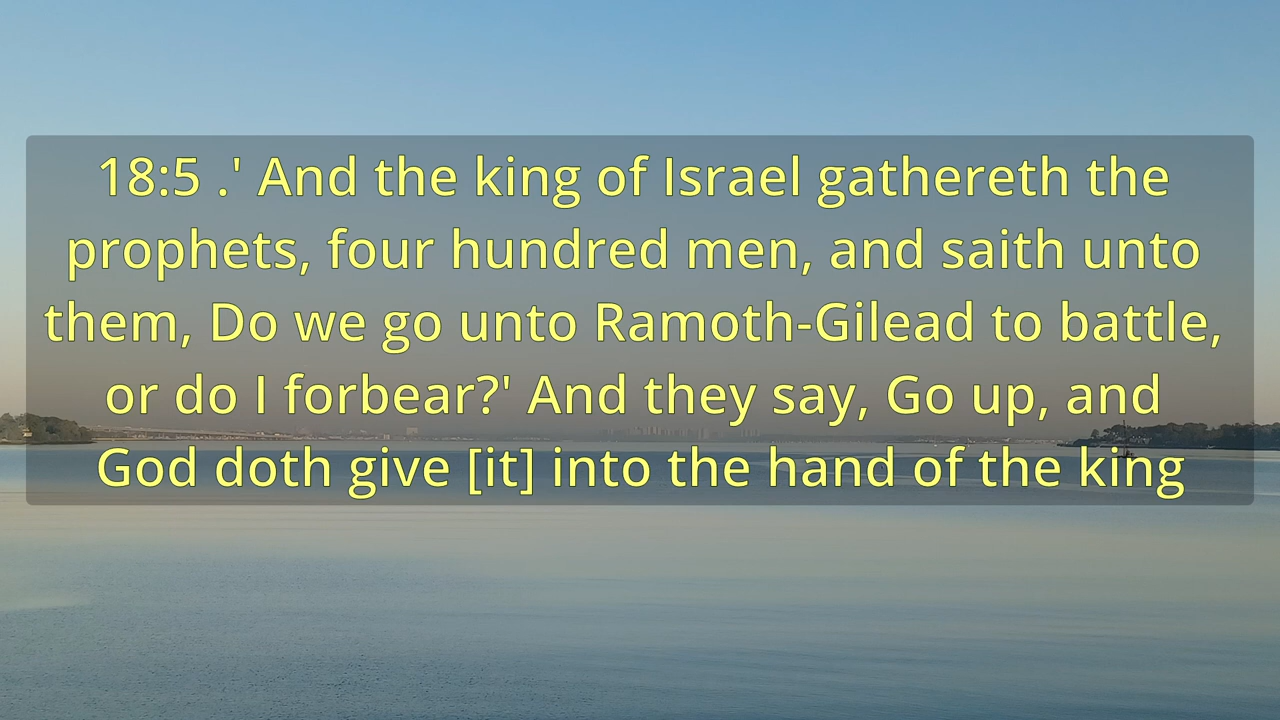 18:5 .' And the king of Israel gathereth the
prophets, four hundred men, and saith unto
them, Do we go unto Ramoth-Gilead to battle,
or do I forbear?' And they say, Go up, and
God doth give [it] into the hand of the king